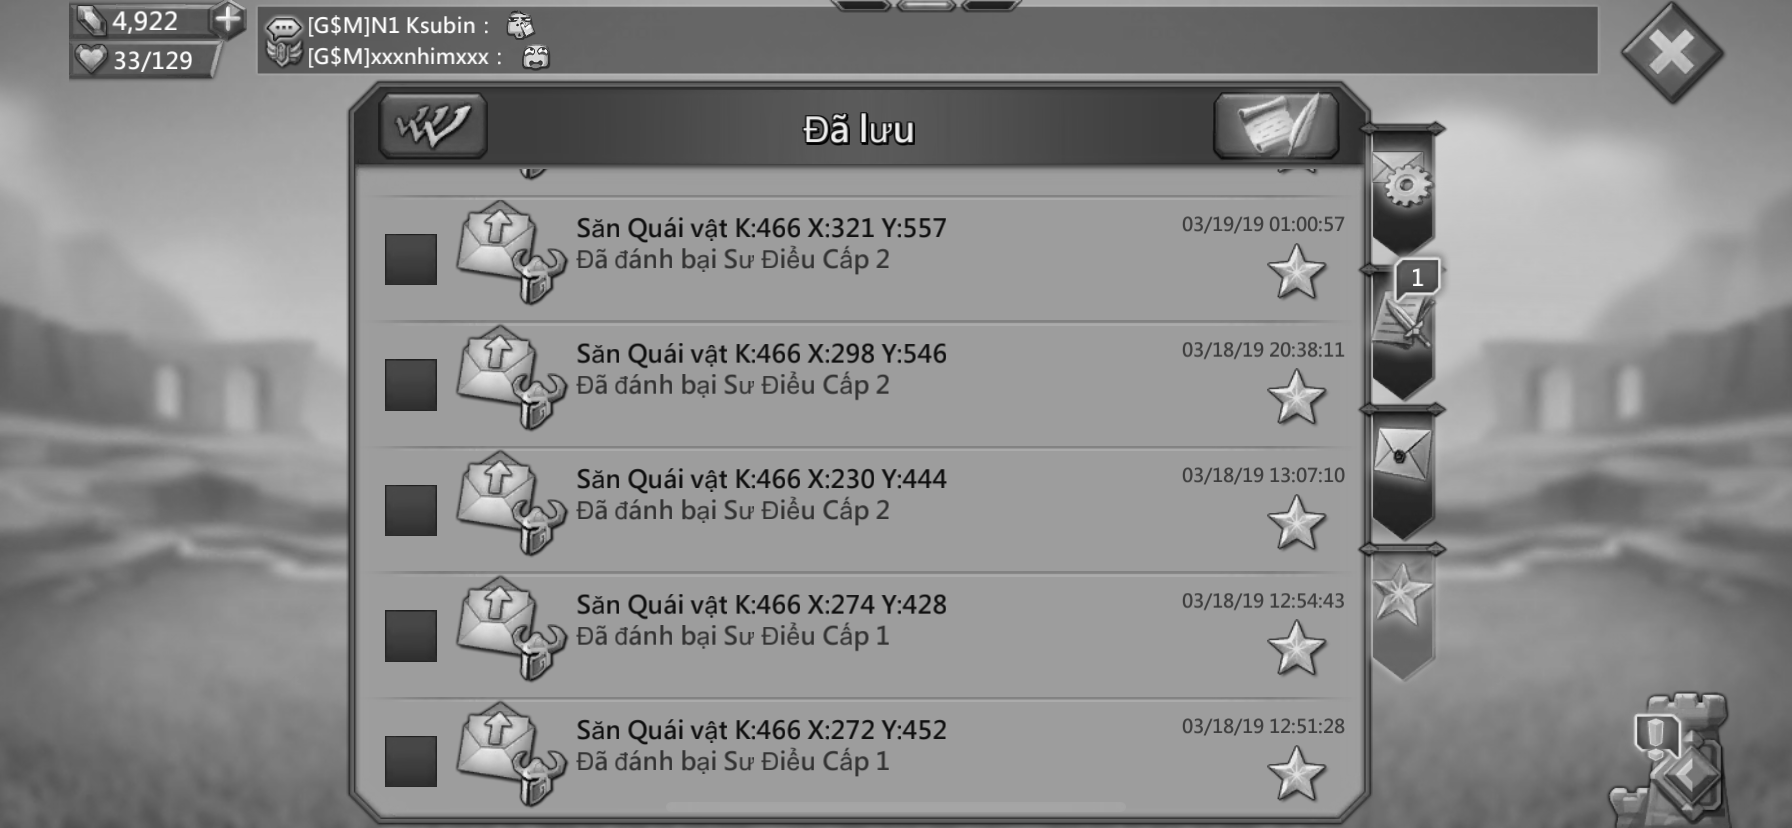 4,922
33/129
[G$M]N1 Ksubin :
[G$M]xxxnhimxxx :
Đã lưu
Săn Quái vật K:466 X:321 Y:557
03/19/19 01:00:57
Đã đánh bại Sư Điểu Cấp 2
1
Săn Quái vật K:466 X:298 Y:546
03/18/19 20:38:11
Đã đánh bại Sư Điểu Cấp 2
Săn Quái vật K:466 X:230 Y:444
03/18/19 13:07:10
Đã đánh bại Sư Điểu Cấp 2
Săn Quái vật K:466 X:274 Y:428
03/18/19 12:54:43
Đã đánh bại Sư Điểu Cấp 1
Săn Quái vật K:466 X:272 Y:452
03/18/19 12:51:28
Đã đánh bại Sư Điểu Cấp 1